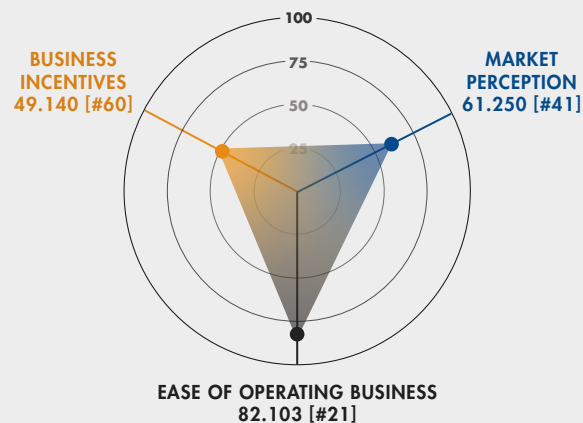 100
75
50
25
BUSINESS
INCENTIVES
49.140 [#60]
MARKET
PERCEPTION
61.250 [#41]
EASE OF OPERATING BUSINESS
82.103 [#21]